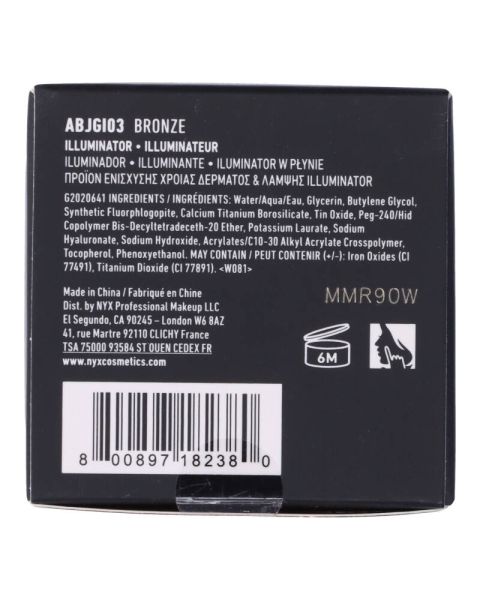 ABJGI03 BRONZE
ILLUMINATOR • ILLUMINATEUR
ILUMINADOR • ILLUMINANTE • ILUMINATOR W PŁYNIE
ΠΡΟΪΟΝ ΕΝΙΣΧΥΣΗΣ ΧΡΟΙΑΣ ΔΕΡΜΑΤΟΣ & ΛΑΜΨΗΣ ILLUMINATOR
G2020641 INGREDIENTS / INGRÉDIENTS: Water/Aqua/Eau, Glycerin, Butylene Glycol,
Synthetic Fluorphlogopite, Calcium Titanium Borosilicate, Tin Oxide, Peg-240/Hid
Copolymer Bis-Decyltetradeceth-20 Ether, Potassium Laurate, Sodium
Hyaluronate, Sodium Hydroxide, Acrylates/C10-30 Alkyl Acrylate Crosspolymer,
Tocopherol, Phenoxyethanol. MAY CONTAIN / PEUT CONTENIR (+/-): Iron Oxides (CI
77491), Titanium Dioxide (CI 77891). <W081>
Made in China / Fabriqué en Chine
Dist. by NYX Professional Makeup LLC
El Segundo, CA 90245 – London W6 8AZ
41, rue Martre 92110 CLICHY France
TSA 75000 93584 ST OUEN CEDEX FR
www.nyxcosmetics.com
MMR90W
6M
8 00897 18238 0